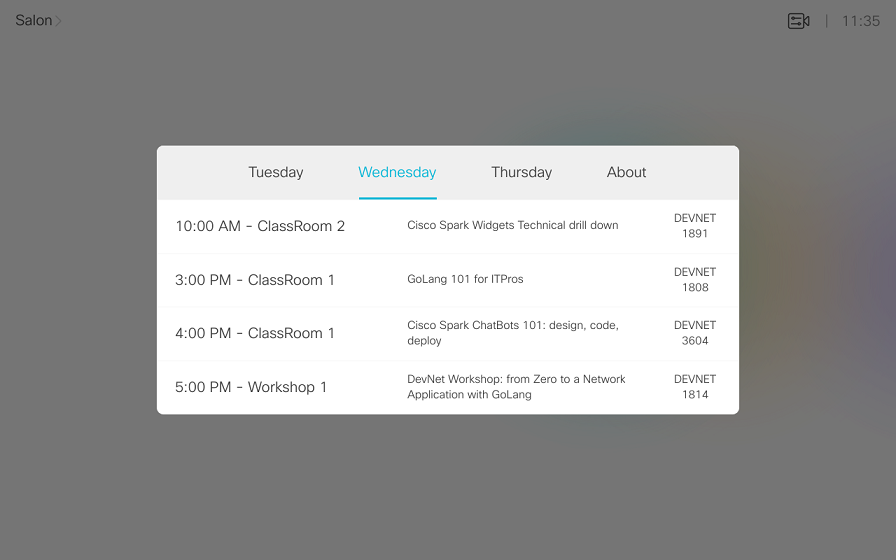 Salon
11:35
Tuesday Wednesday Thursday About
10:00 AM - ClassRoom 2
Cisco Spark Widgets Technical drill down
DEVNET
1891
3:00 PM - ClassRoom 1
GoLang 101 for ITPros
DEVNET
1808
4:00 PM - ClassRoom 1
Cisco Spark ChatBots 101: design, code,
deploy
DEVNET
3604
5:00 PM - Workshop 1
DevNet Workshop: from Zero to a Network
Application with GoLang
DEVNET
1814